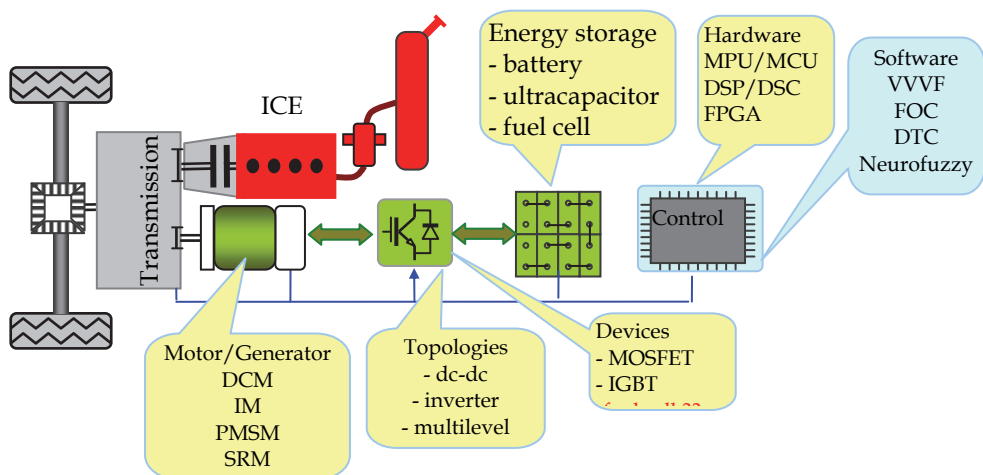 Energy storage
- battery
- ultracapacitor
- fuel cell
Hardware
MPU/MCU
DSP/DSC
FPGA
Software
VVVF
FOC
DTC
Neurofuzzy
ICE
Transmission
Control
Motor/Generator
DCM
IM
PMSM
SRM
Topologies
- dc-dc
- inverter
- multilevel
Devices
- MOSFET
- IGBT